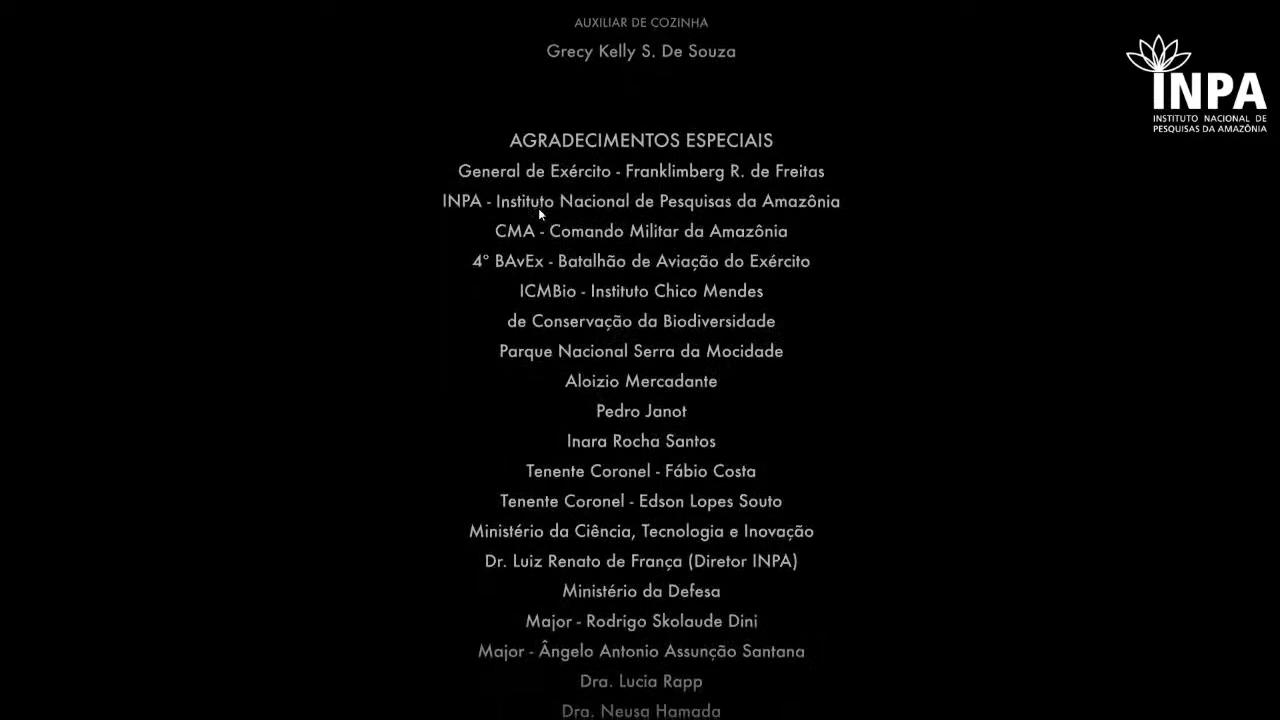 AUXILIAR DE COZINHA
Grecy Kelly S. De Souza
INPA
INSTITUTO NACIONAL DE
PESQUISAS DA AMAZÔNIA
AGRADECIMENTOS ESPECIAIS
General de Exército - Franklimberg R. de Freitas
INPA - Instituto Nacional de Pesquisas da Amazônia
CMA - Comando Militar da Amazônia
4° BAvEx - Batalhão de Aviação do Exército
ICMBio - Instituto Chico Mendes
de Conservação da Biodiversidade
Parque Nacional Serra da Mocidade
Aloizio Mercadante
Pedro Janot
Inara Rocha Santos
Tenente Coronel - Fábio Costa
Tenente Coronel - Edson Lopes Souto
Ministério da Ciência, Tecnologia e Inovação
Dr. Luiz Renato de França (Diretor INPA)
Ministério da Defesa
Major - Rodrigo Skolaude Dini
Major - Ângelo Antonio Assunção Santana
Dra. Lucia Rapp
Dra. Neusa Hamada